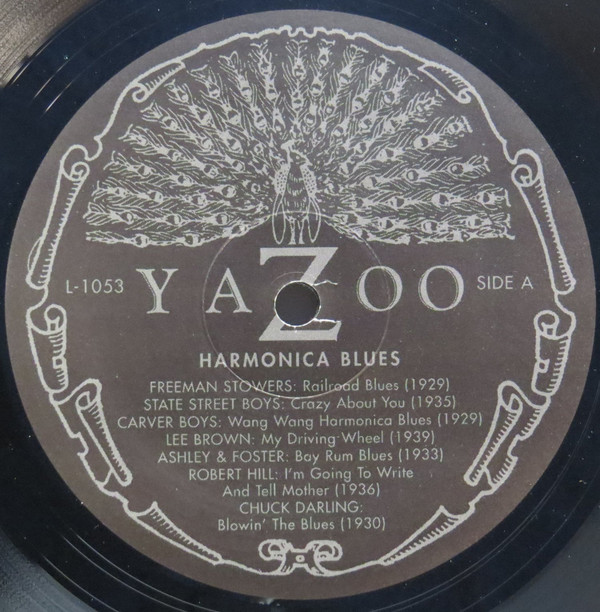 L-1053 YAZOO SIDE A
HARMONICA BLUES
FREEMAN STOWERS: Railroad Blues (1929)
STATE STREET BOYS: Crazy About You (1935)
CARVER BOYS: Wang Wang Harmonica Blues (1929)
LEE BROWN: My Driving Wheel (1939)
ASHLEY & FOSTER: Bay Rum Blues (1933)
ROBERT HILL: I'm Going To Write
And Tell Mother (1936)
CHUCK DARLING:
Blowin' The Blues (1930)